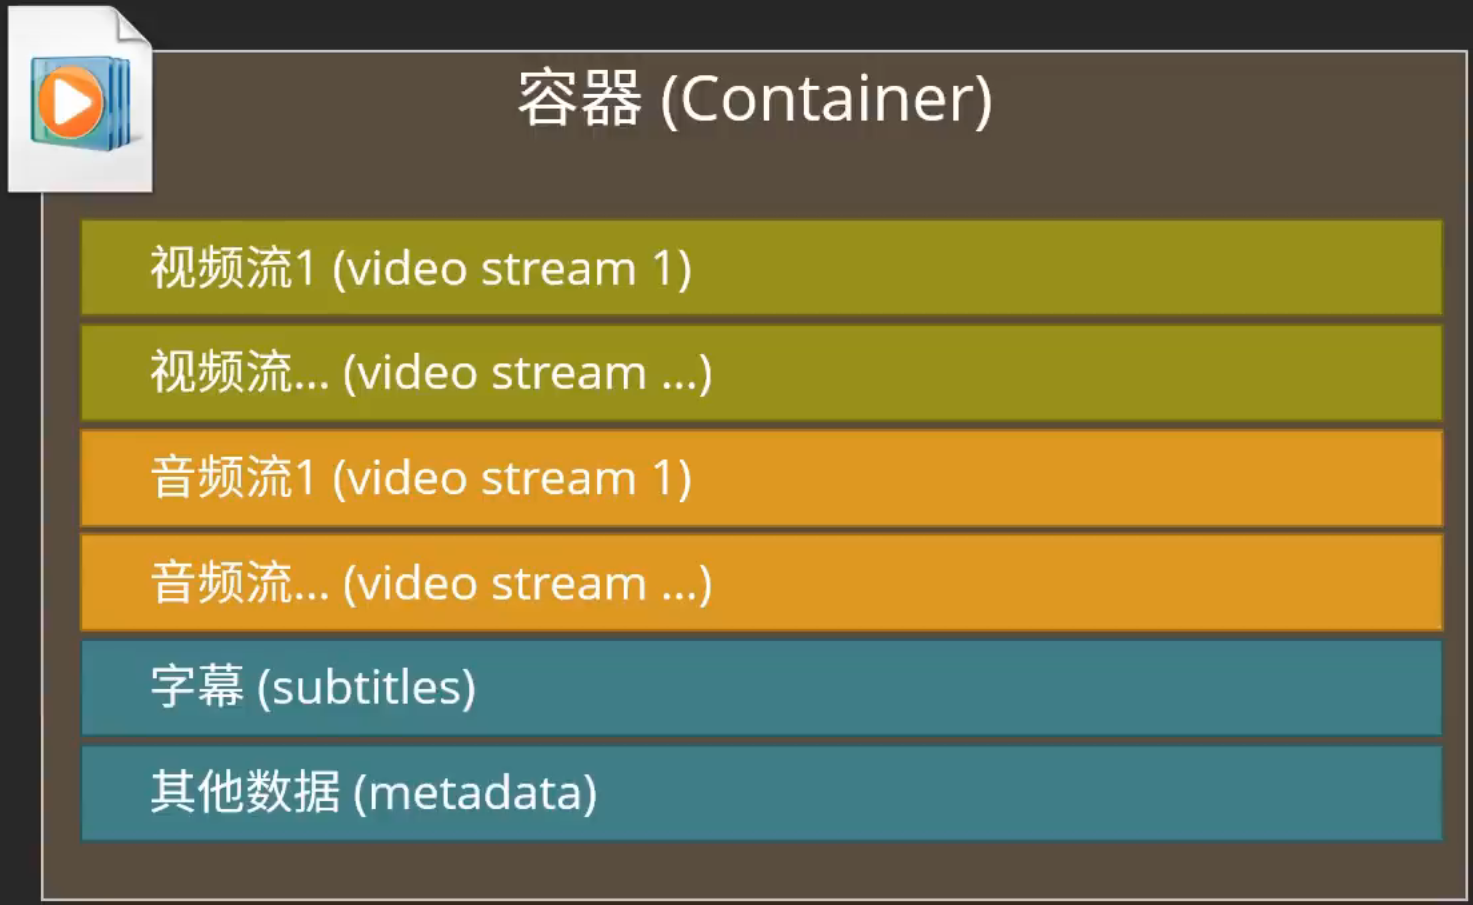 容器 (Container)
视频流1 (video stream 1)
视频流... (video stream ...)
音频流1 (video stream 1)
音频流... (video stream ...)
字幕 (subtitles)
其他数据 (metadata)